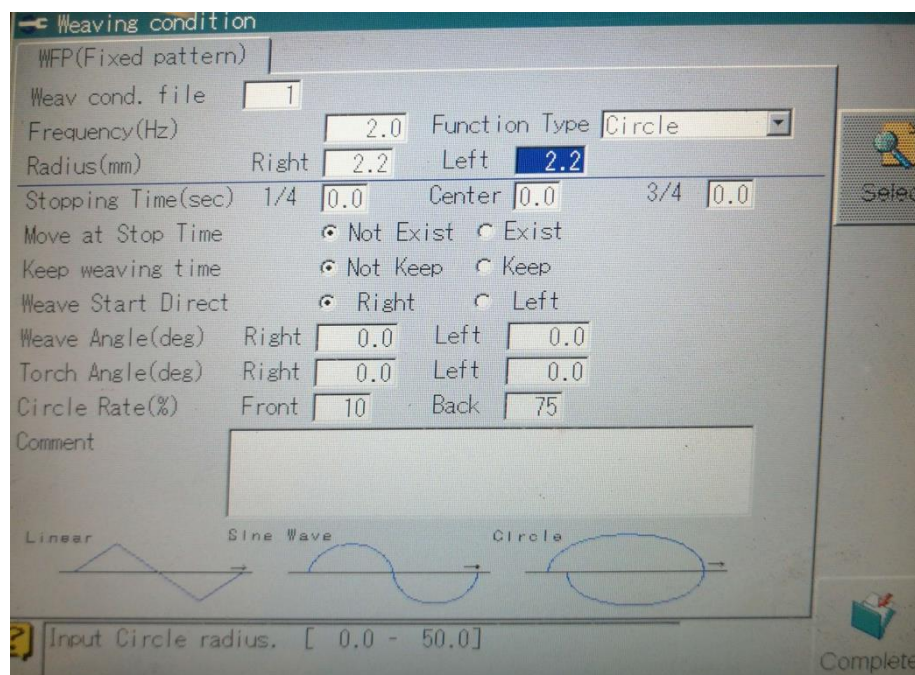 Weaving condition
WFP(Fixed pattern)
Weav cond. file 1
Frequency(Hz) 2.0 Function Type Circle
Radius(mm) Right 2.2 Left 2.2
Stopping Time(sec) 1/4 0.0 Center 0.0 3/4 0.0
Move at Stop Time Not Exist Exist
Keep weaving time Not Keep Keep
Weave Start Direct Right Left
Weave Angle(deg) Right 0.0 Left 0.0
Torch Angle(deg) Right 0.0 Left 0.0
Circle Rate(%) Front 10 Back 75
Comment
Linear Sine Wave Circle
? Input Circle radius. [ 0.0 - 50.0]
Complete